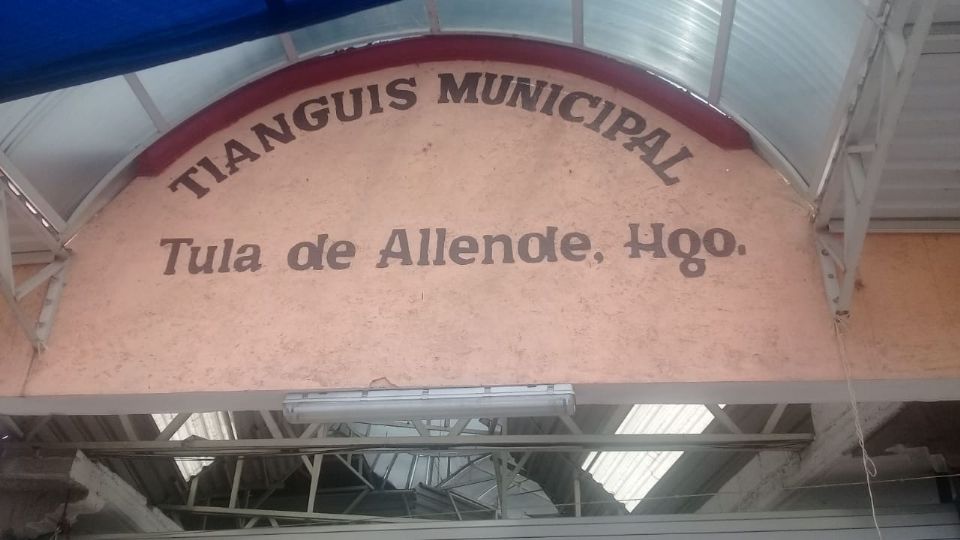 TIANGUIS MUNICIPAL
Tula de Allende, Hgo.